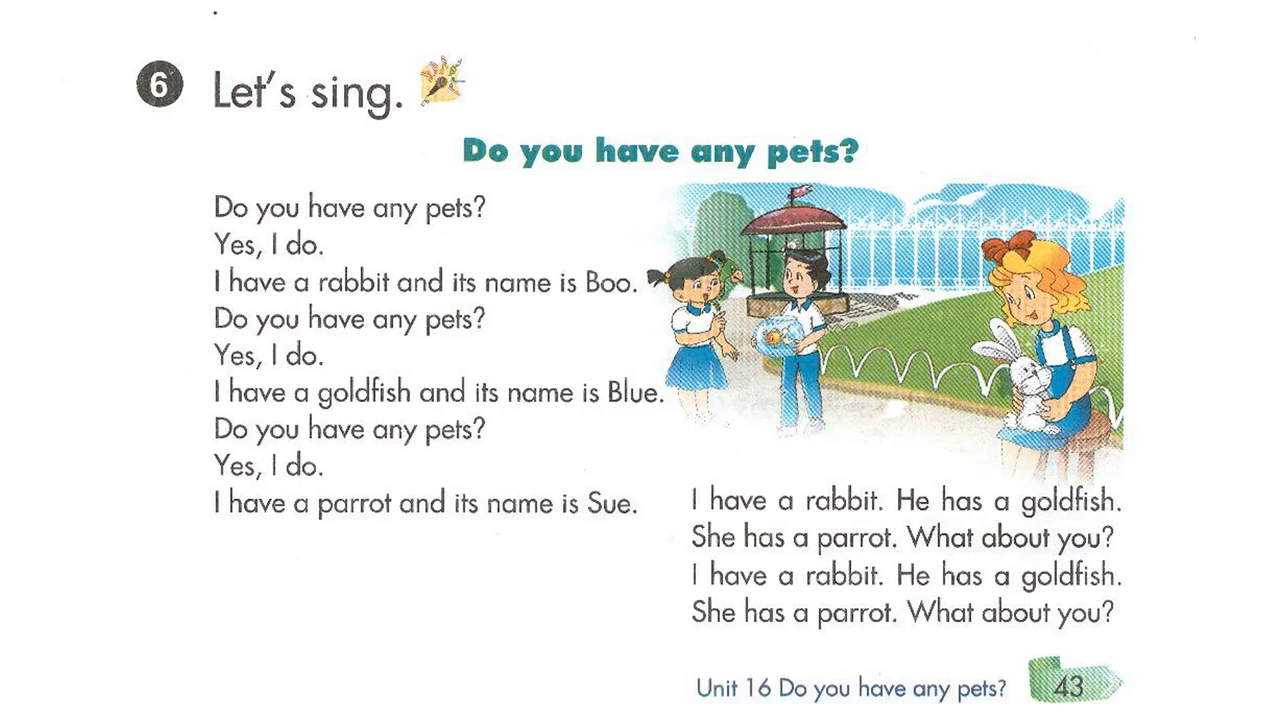 6 Let's sing.
Do you have any pets?
Do you have any pets?
Yes, I do.
I have a rabbit and its name is Boo.
Do you have any pets?
Yes, I do.
I have a goldfish and its name is Blue.
Do you have any pets?
Yes, I do.
I have a parrot and its name is Sue.
I have a rabbit. He has a goldfish.
She has a parrot. What about you?
I have a rabbit. He has a goldfish.
She has a parrot. What about you?
Unit 16 Do you have any pets? 43